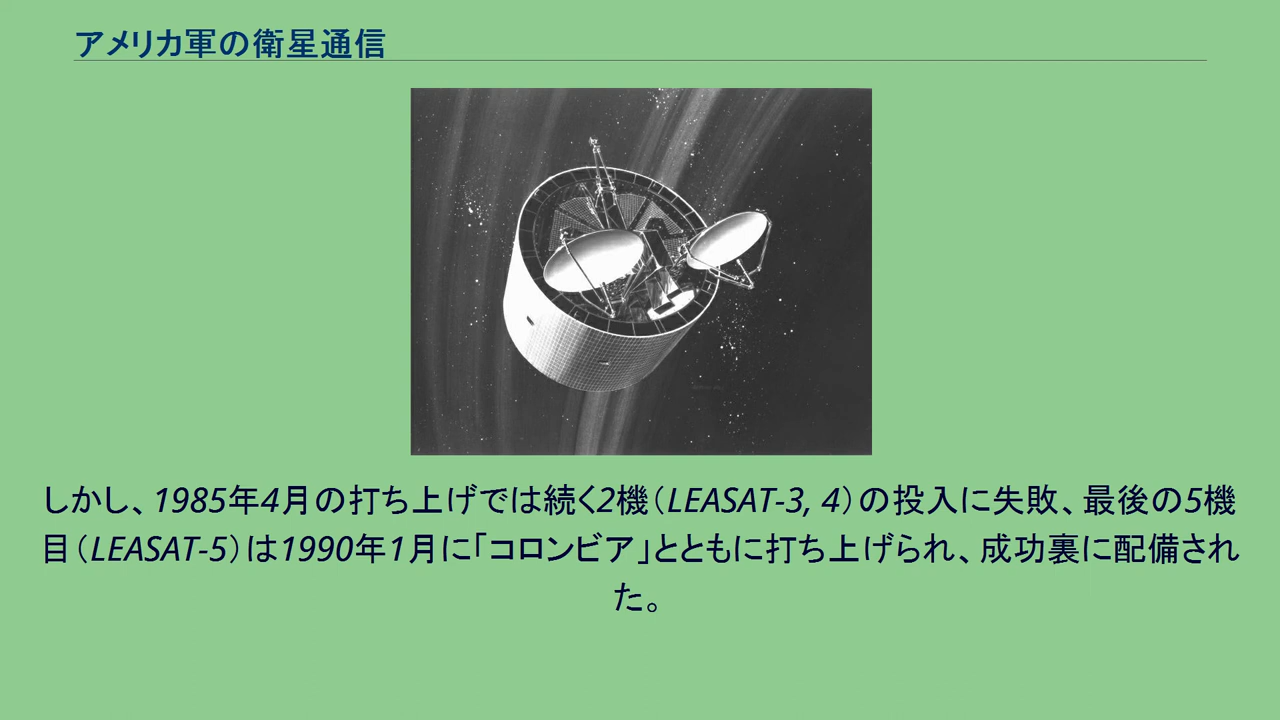 アメリカ軍の衛星通信
しかし、1985年4月の打ち上げでは続く2機（LEASAT-3, 4）の投入に失敗、最後の5機
目（LEASAT-5）は1990年1月に「コロンビア」とともに打ち上げられ、成功裏に配備され
た。